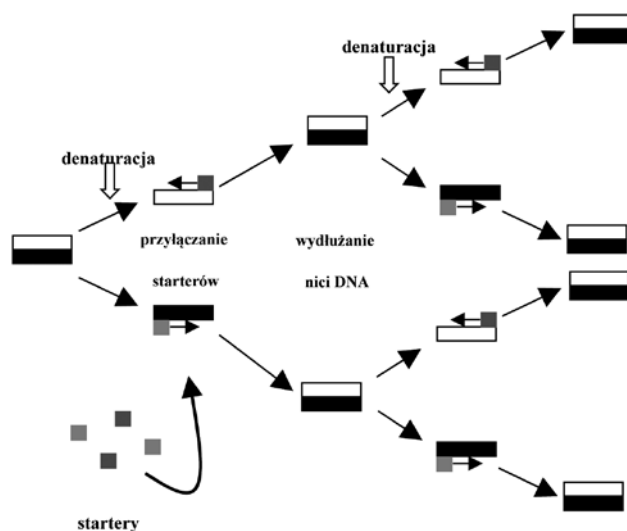 denaturacja
denaturacja
przyłączanie
starterów
wydłużanie
nici DNA
startery